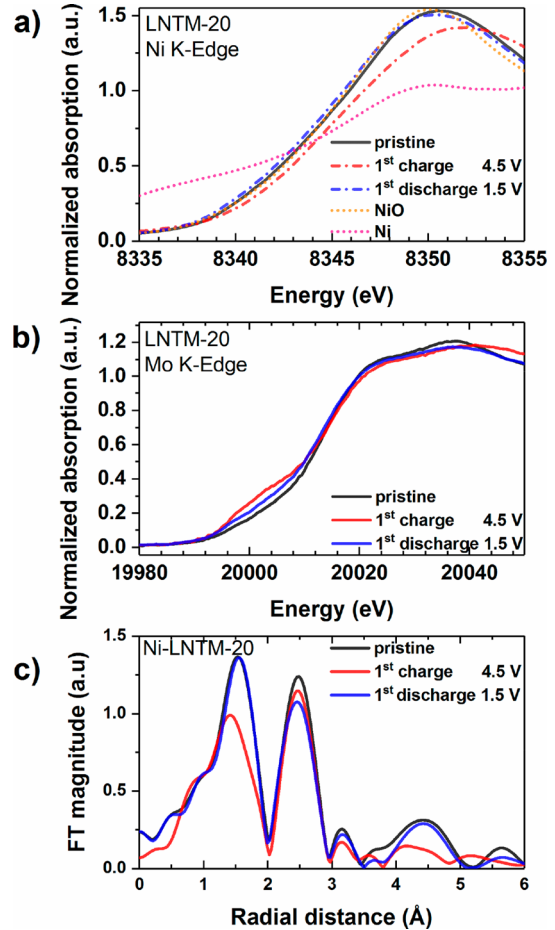 a)
LNTM-20
Ni K-Edge
Normalized absorption (a.u.)
1.5
1.0
0.5
0.0
pristine
1st charge 4.5 V
1st discharge 1.5 V
NiO
Ni
8335 8340 8345 8350 8355
Energy (eV)
b)
LNTM-20
Mo K-Edge
Normalized absorption (a.u.)
1.2
1.0
0.8
0.6
0.4
0.2
0.0
pristine
1st charge 4.5 V
1st discharge 1.5 V
19980 20000 20020 20040
Energy (eV)
c)
Ni-LNTM-20
FT magnitude (a.u)
1.5
1.0
0.5
0.0
pristine
1st charge 4.5 V
1st discharge 1.5 V
0 1 2 3 4 5 6
Radial distance (Å)